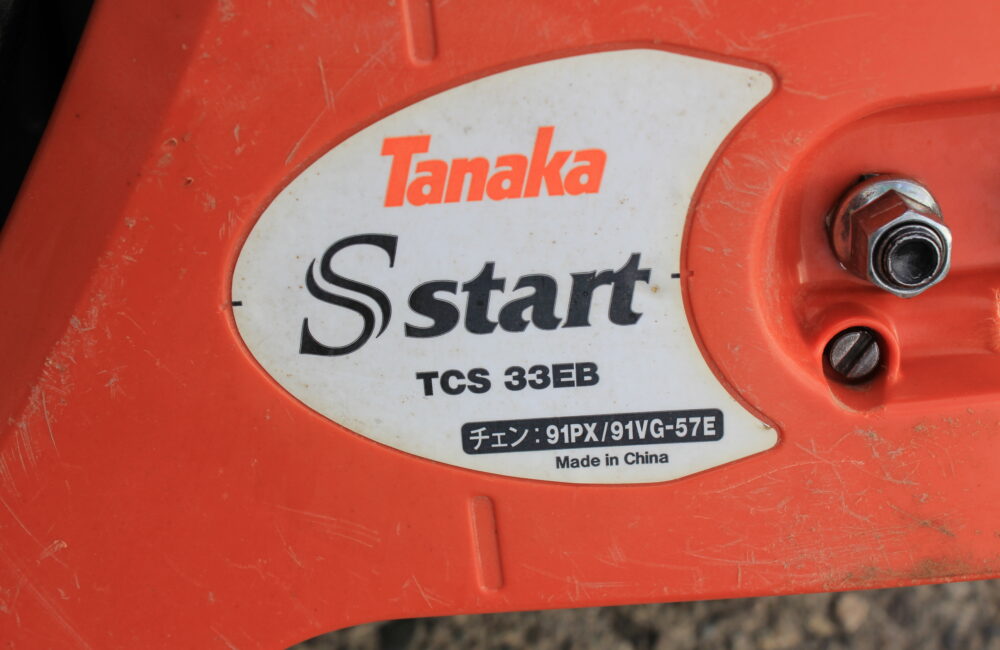 Tanaka
S start
TCS 33EB
チェン：91PX/91VG-57E
Made in China